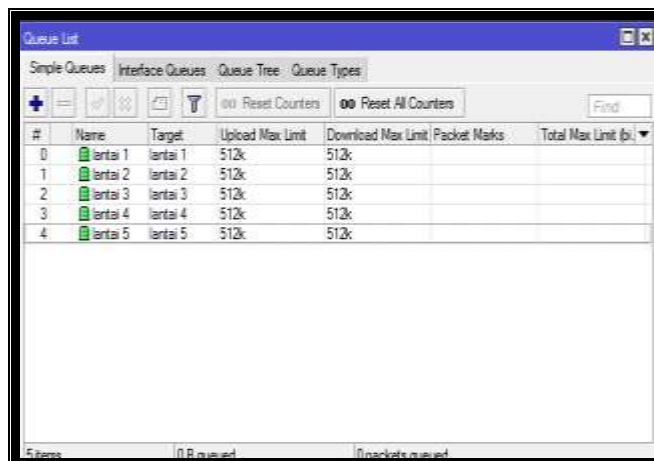 Queue List
Simple Queues Interface Queues Queue Tree Queue Types
00 Reset Counters 00 Reset All Counters Find
# Name Target Upload Max Limit Download Max Limit Packet Marks Total Max Limit (bi..
0 lantai 1 lantai 1 512k 512k
1 lantai 2 lantai 2 512k 512k
2 lantai 3 lantai 3 512k 512k
3 lantai 4 lantai 4 512k 512k
4 lantai 5 lantai 5 512k 512k
5 items 0 B queued 0 packets queued